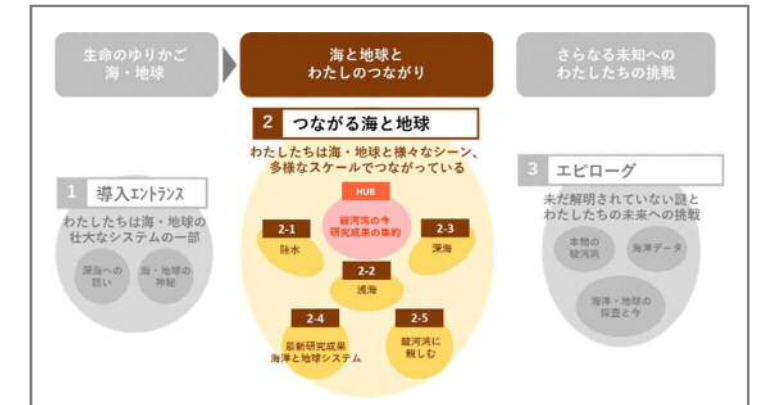 生命のゆりかご
海・地球
海と地球と
わたしのつながり
さらなる未知への
わたしたちの挑戦
1 導入エントランス
わたしたちは海・地球の
壮大なシステムの一部
深海への
誘い
海・地球の
神秘
2 つながる海と地球
わたしたちは海・地球と様々なシーン、
多様なスケールでつながっている
HUB
駿河湾の今
研究成果の集約
2-1
陸水
2-3
深海
2-2
浅海
2-4
最新研究成果
海洋と地球システム
2-5
駿河湾に
親しむ
3 エピローグ
未だ解明されていない謎と
わたしたちの未来への挑戦
本物の
駿河湾
海洋データ
海洋・地球の
探査と今